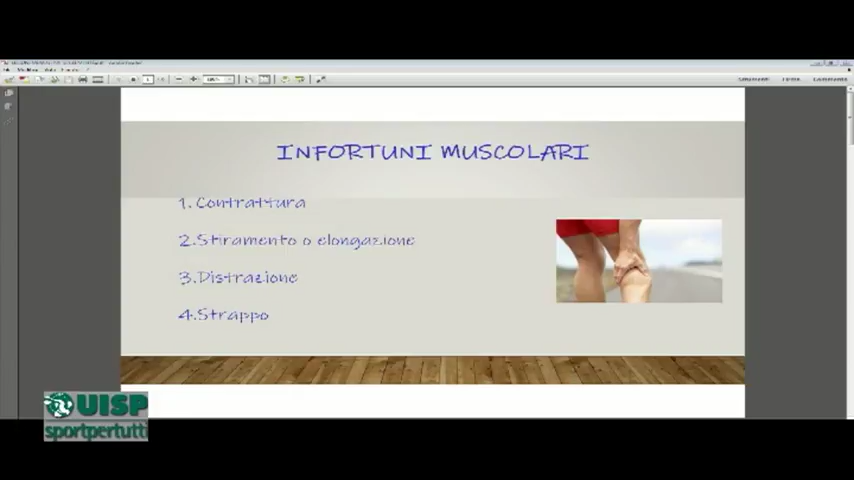 INFORTUNI MUSCOLARI
1. Contrattura
2.Stiramento o elongazione
3.Distrazione
4.Strappo
UISP
sportpertutti